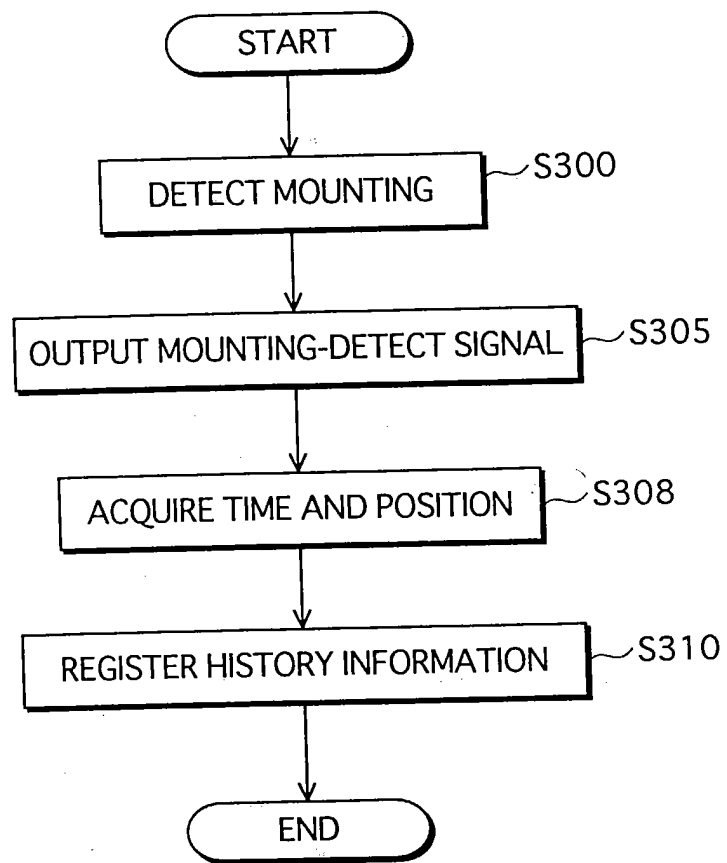 START
DETECT MOUNTING
S300
OUTPUT MOUNTING-DETECT SIGNAL
S305
ACQUIRE TIME AND POSITION
S308
REGISTER HISTORY INFORMATION
S310
END